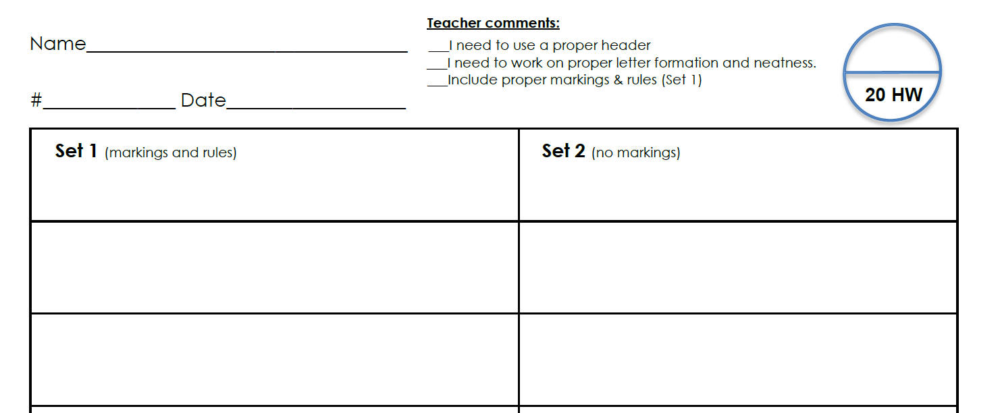 Teacher comments:
Name__________________________________
___I need to use a proper header
___I need to work on proper letter formation and neatness.
___Include proper markings & rules (Set 1)
#______________ Date___________________
20 HW
Set 1 (markings and rules)
Set 2 (no markings)